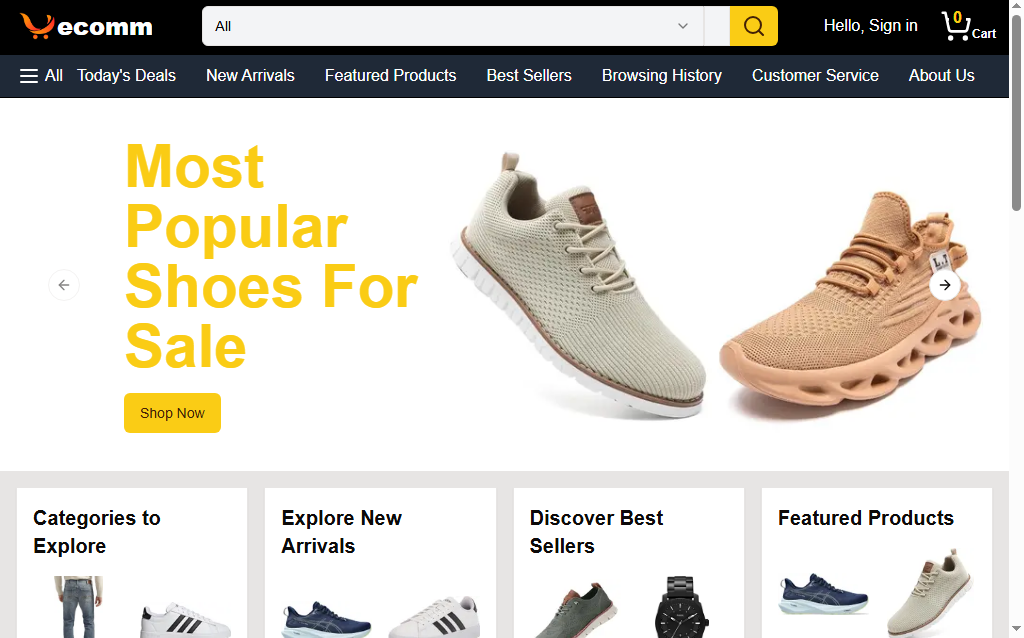 ecomm
All
Hello, Sign in
0
Cart
All
Today's Deals
New Arrivals
Featured Products
Best Sellers
Browsing History
Customer Service
About Us
Most
Popular
Shoes For
Sale
L.J
Shop Now
Categories to
Explore
Explore New
Arrivals
Discover Best
Sellers
Featured Products